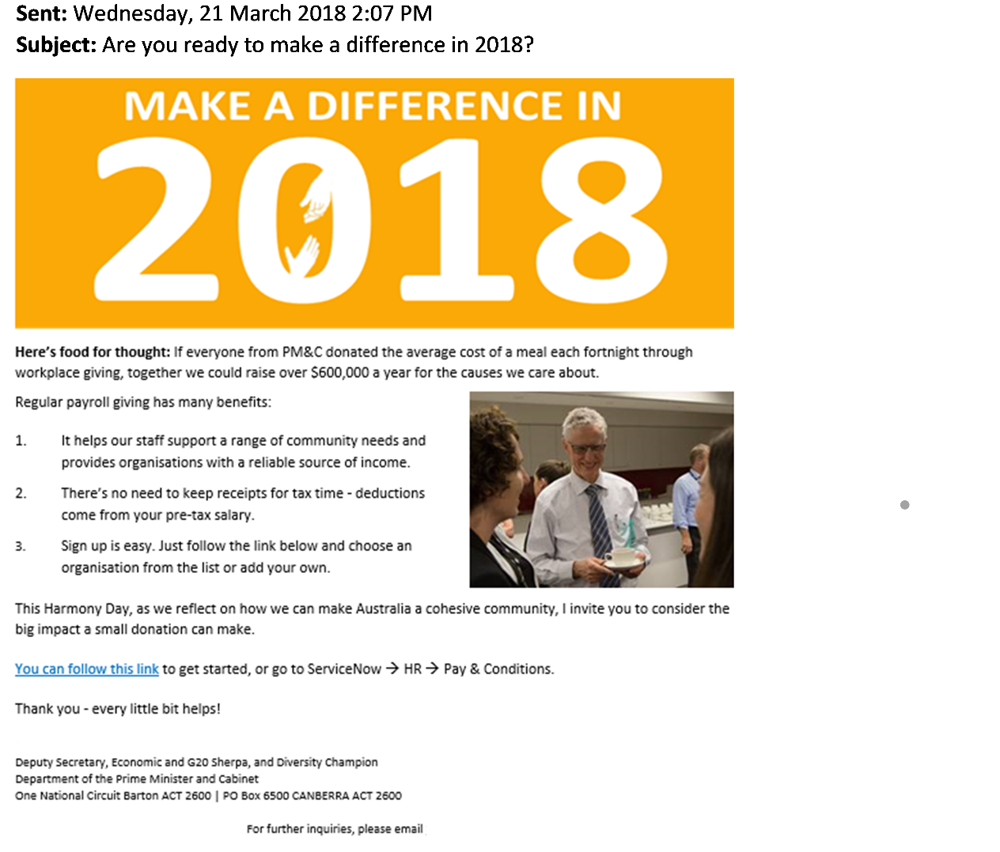 Sent: Wednesday, 21 March 2018 2:07 PM
Subject: Are you ready to make a difference in 2018?
MAKE A DIFFERENCE IN
2018
Here's food for thought: If everyone from PM&C donated the average cost of a meal each fortnight through
workplace giving, together we could raise over $600,000 a year for the causes we care about.
Regular payroll giving has many benefits:
1. It helps our staff support a range of community needs and
provides organisations with a reliable source of income.
2. There's no need to keep receipts for tax time - deductions
come from your pre-tax salary.
3. Sign up is easy. Just follow the link below and choose an
organisation from the list or add your own.
This Harmony Day, as we reflect on how we can make Australia a cohesive community, I invite you to consider the
big impact a small donation can make.
You can follow this link to get started, or go to ServiceNow → HR → Pay & Conditions.
Thank you - every little bit helps!
Deputy Secretary, Economic and G20 Sherpa, and Diversity Champion
Department of the Prime Minister and Cabinet
One National Circuit Barton ACT 2600 | PO Box 6500 CANBERRA ACT 2600
For further inquiries, please email